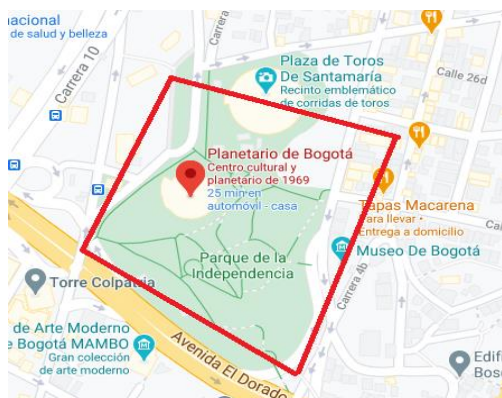 nacional
de salud y belleza
Carrera 10
Plaza de Toros
De Santamaría
Recinto emblemático
de corridas de toros
Carrera
Calle 26d
Planetario de Bogotá
Centro cultural y
planetario de 1969
25 min en
automóvil - casa
Tapas Macarena
Para llevar •
Entrega a domicilio
Parque de la
Independencia
Museo De Bogotá
Carrera 4b
Torre Colpatria
de Arte Moderno
e Bogotá MAMBO
Gran colección
de arte moderno
Avenida El Dorado
Edifi
Bosc